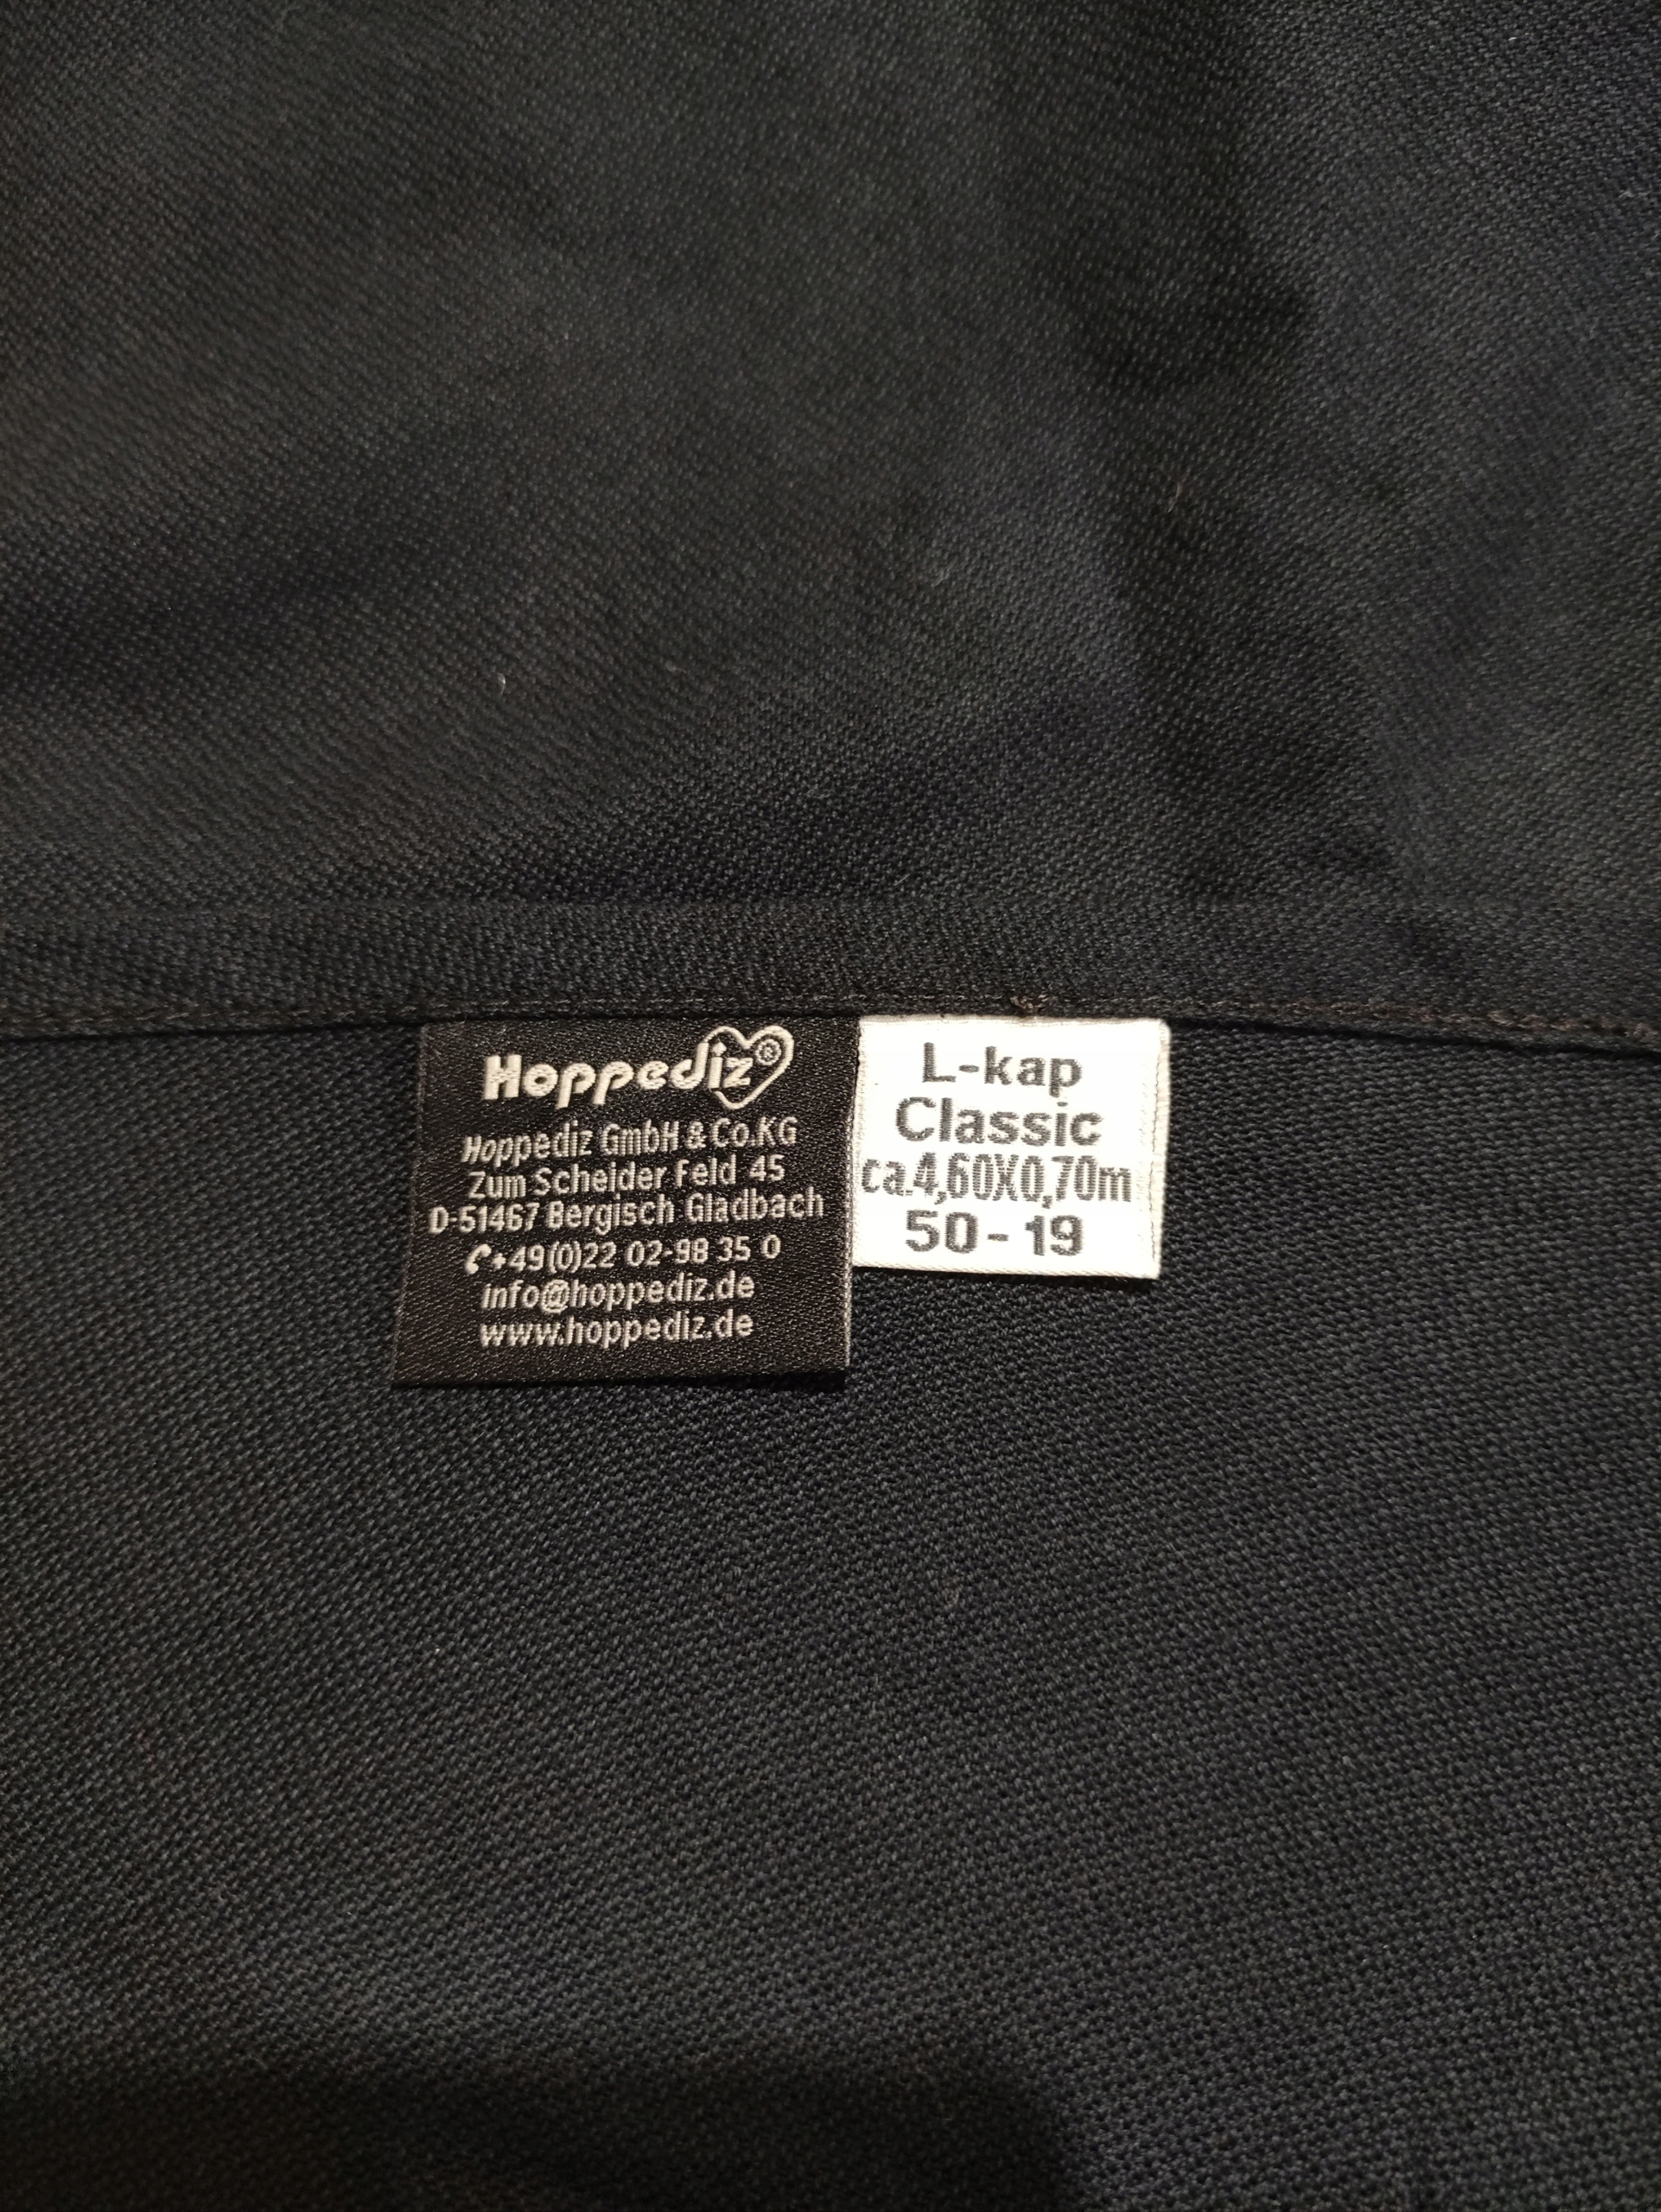 Hoppediz®
Hoppediz GmbH & Co.KG
Zum Scheider Feld 45
D-51467 Bergisch Gladbach
✆+49(0)22 02-98 35 0
info@hoppediz.de
www.hoppediz.de
L-kap
Classic
ca.4,60X0,70m
50-19